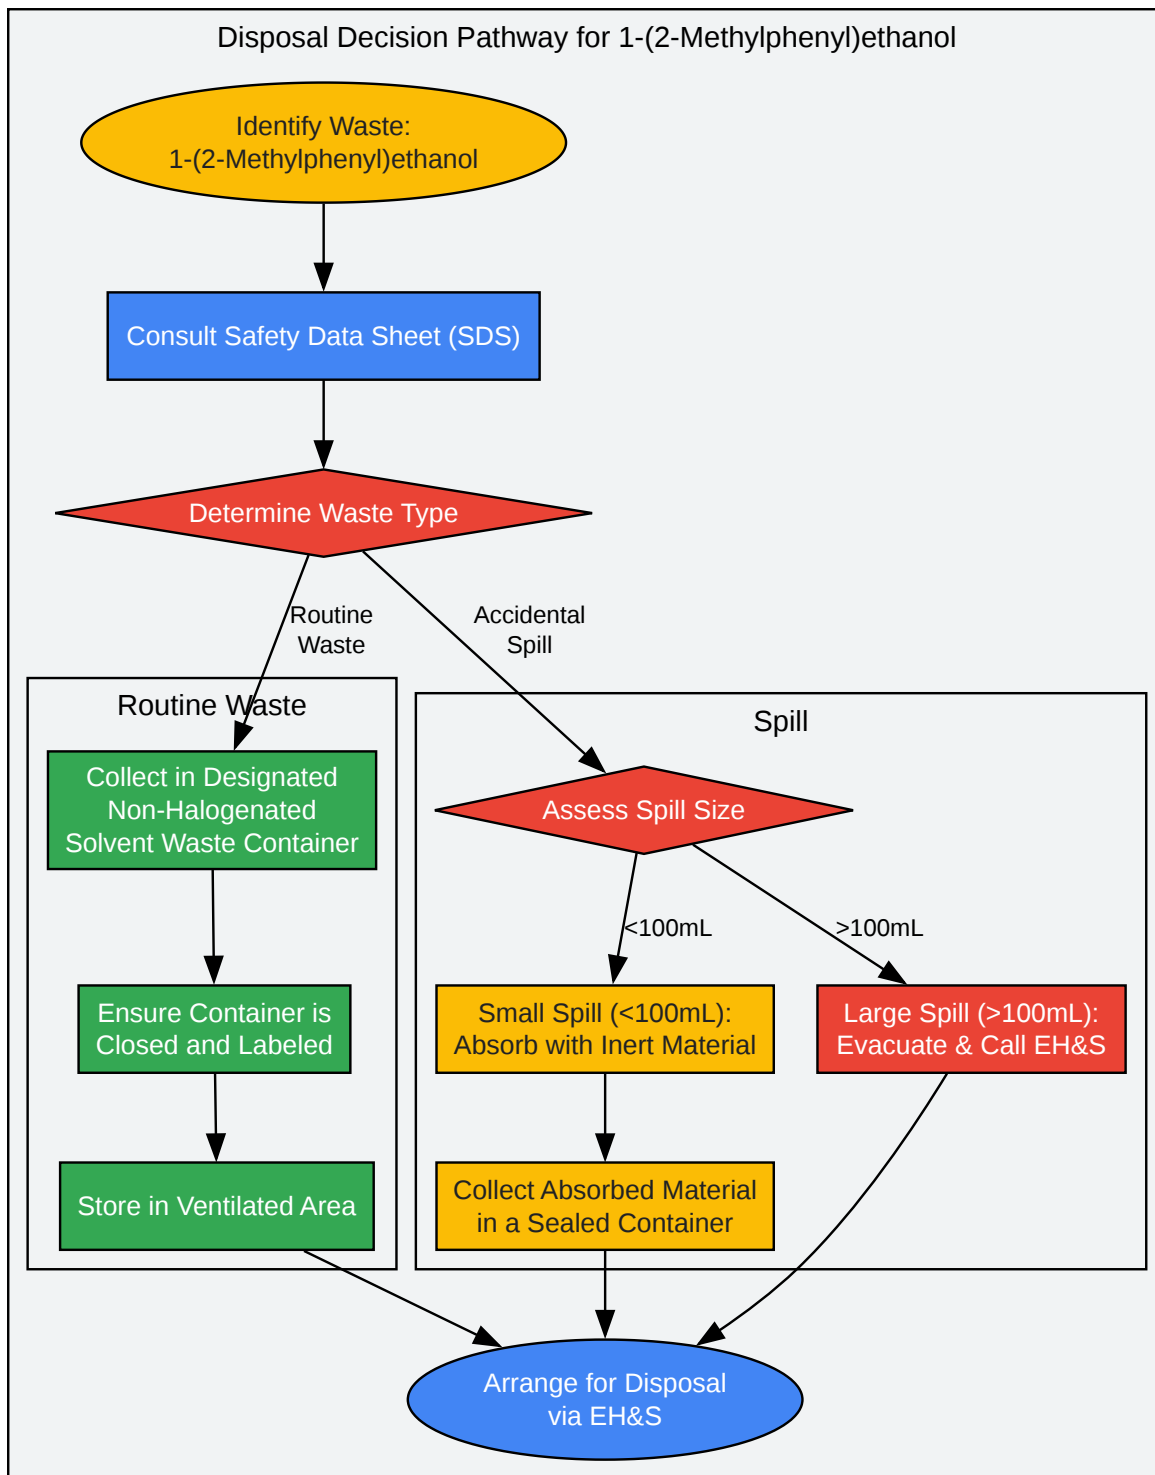 Disposal Decision Pathway for 1-(2-Methylphenyl)ethanol
Identify Waste:
1-(2-Methylphenyl)ethanol
Consult Safety Data Sheet (SDS)
Determine Waste Type
Routine
Waste
Accidental
Spill
Routine Waste
Collect in Designated
Non-Halogenated
Solvent Waste Container
Ensure Container is
Closed and Labeled
Store in Ventilated Area
Spill
Assess Spill Size
<100mL
>100mL
Small Spill (<100mL):
Absorb with Inert Material
Large Spill (>100mL):
Evacuate & Call EH&S
Collect Absorbed Material
in a Sealed Container
Arrange for Disposal
via EH&S